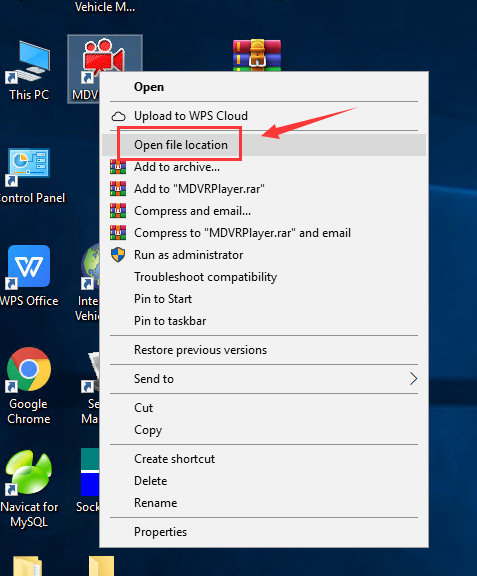 Vehicle M...
This PC
MDV
Control Panel
WPS Office
Inte
Vehic
Google
Chrome
Se
Ma
Navicat for
MySQL
Sock
Open
Upload to WPS Cloud
Open file location
Add to archive...
Add to "MDVRPlayer.rar"
Compress and email...
Compress to "MDVRPlayer.rar" and email
Run as administrator
Troubleshoot compatibility
Pin to Start
Pin to taskbar
Restore previous versions
Send to
Cut
Copy
Create shortcut
Delete
Rename
Properties